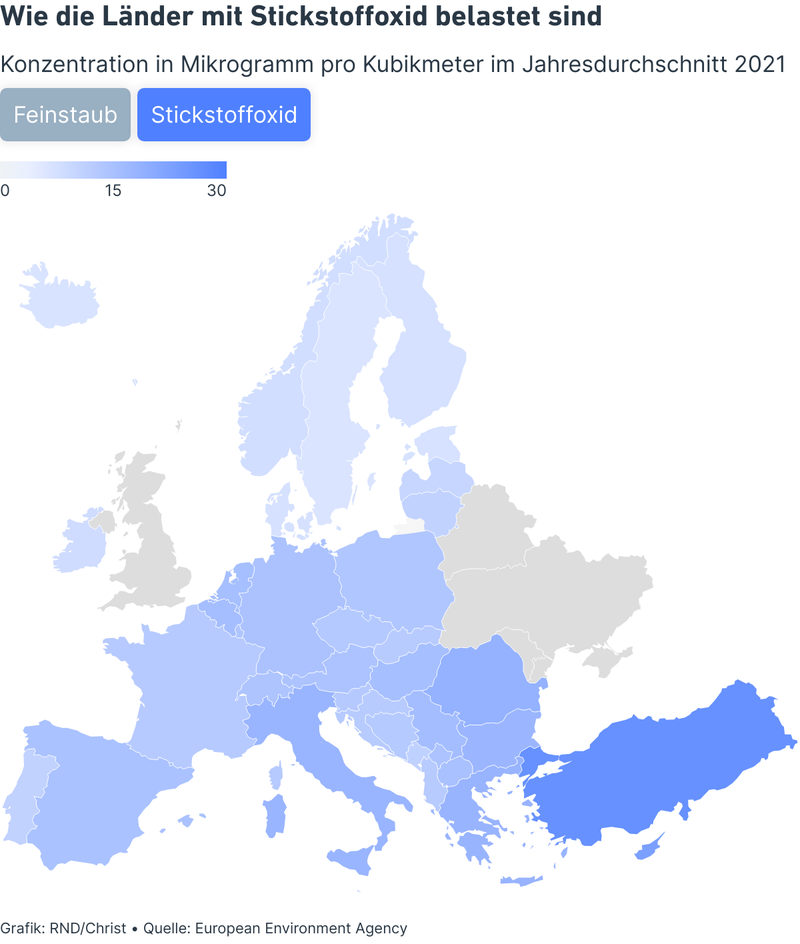 Wie die Länder mit Stickstoffoxid belastet sind
Konzentration in Mikrogramm pro Kubikmeter im Jahresdurchschnitt 2021
Feinstaub Stickstoffoxid
0 15 30
Grafik: RND/Christ • Quelle: European Environment Agency